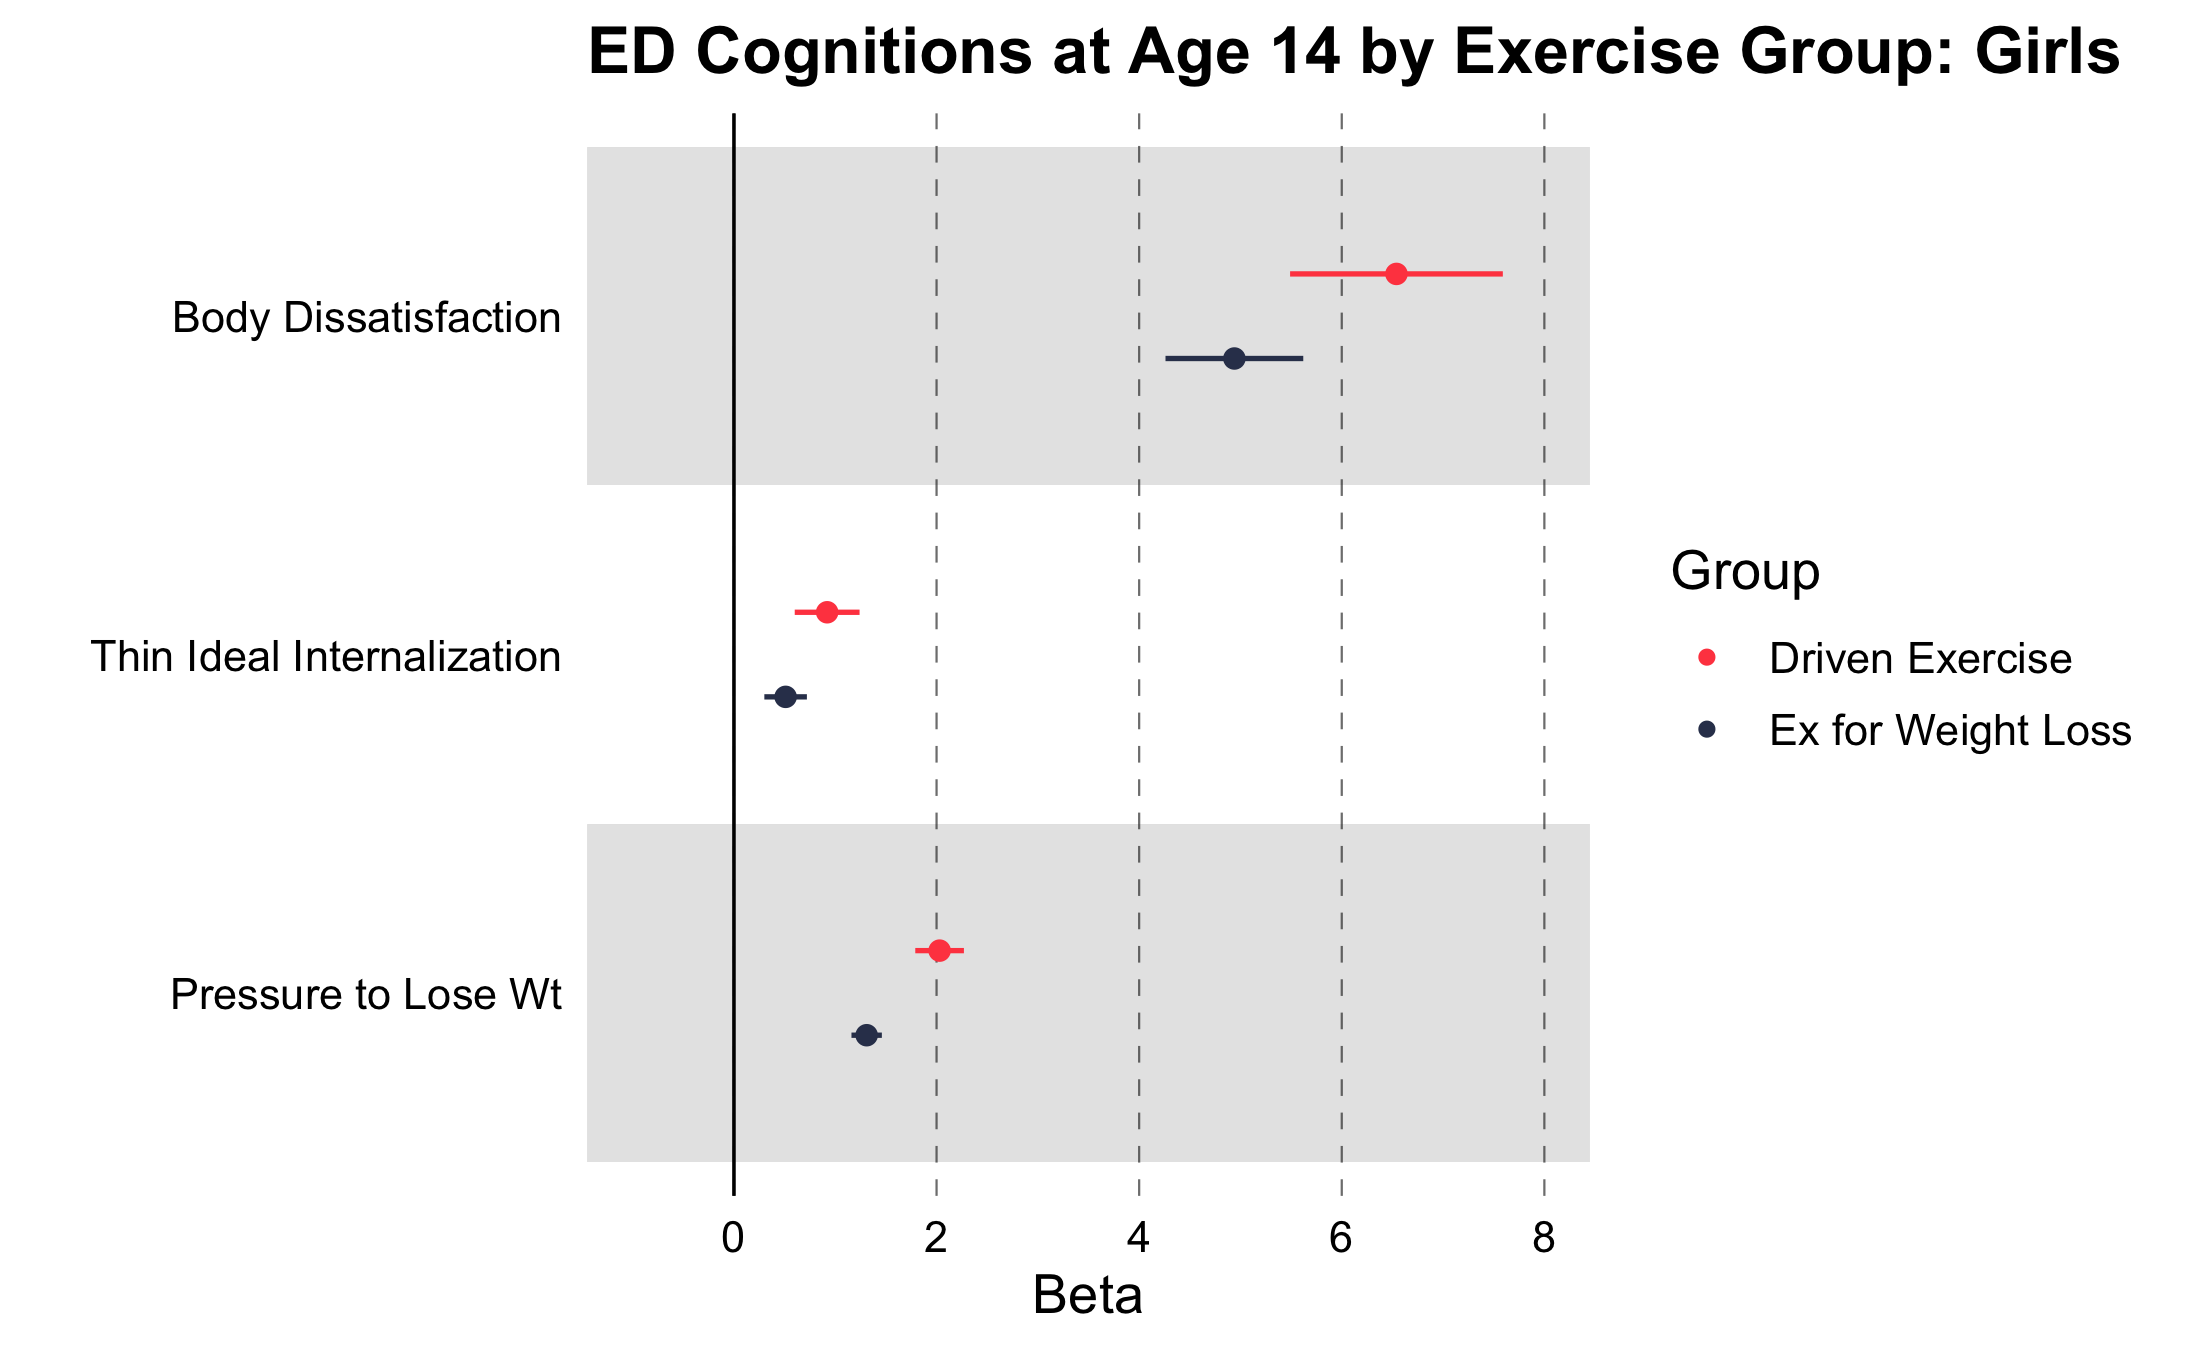 ED Cognitions at Age 14 by Exercise Group: Girls
Body Dissatisfaction
Thin Ideal Internalization
Pressure to Lose Wt
0 2 4 6 8
Beta
Group
Driven Exercise
Ex for Weight Loss